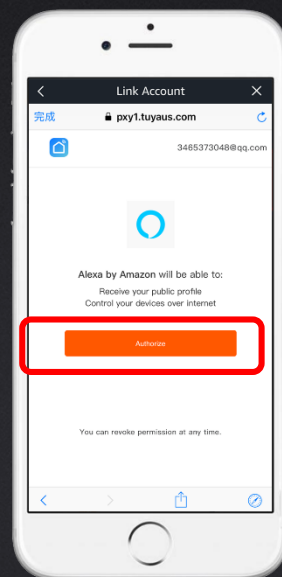 Link Account
完成
pxy1.tuyaus.com
3465373048@qq.com
Alexa by Amazon will be able to:
Receive your public profile
Control your devices over internet
Authorize
You can revoke permission at any time.